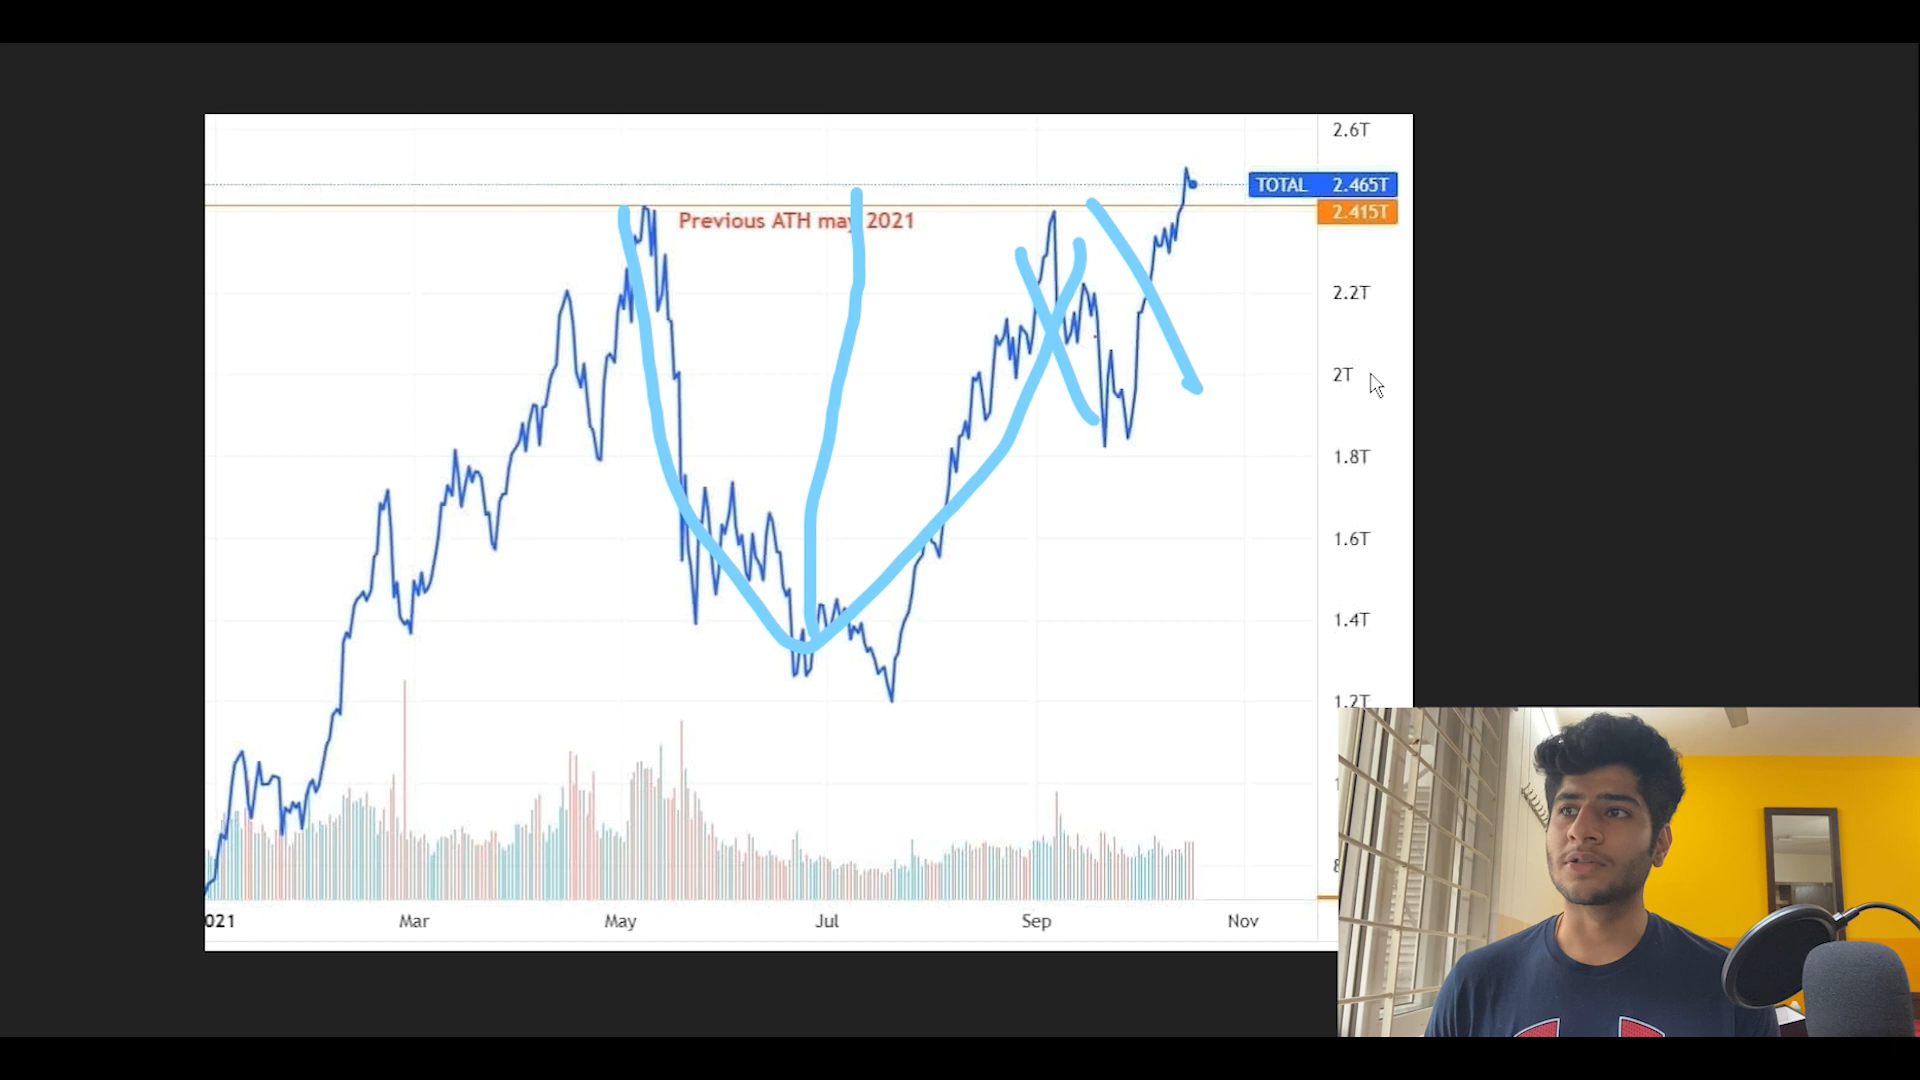 2.6T
TOTAL 2.465T
2.415T
Previous ATH may 2021
2.2T
2T
1.8T
1.6T
1.4T
1.2T
021 Mar May Jul Sep Nov